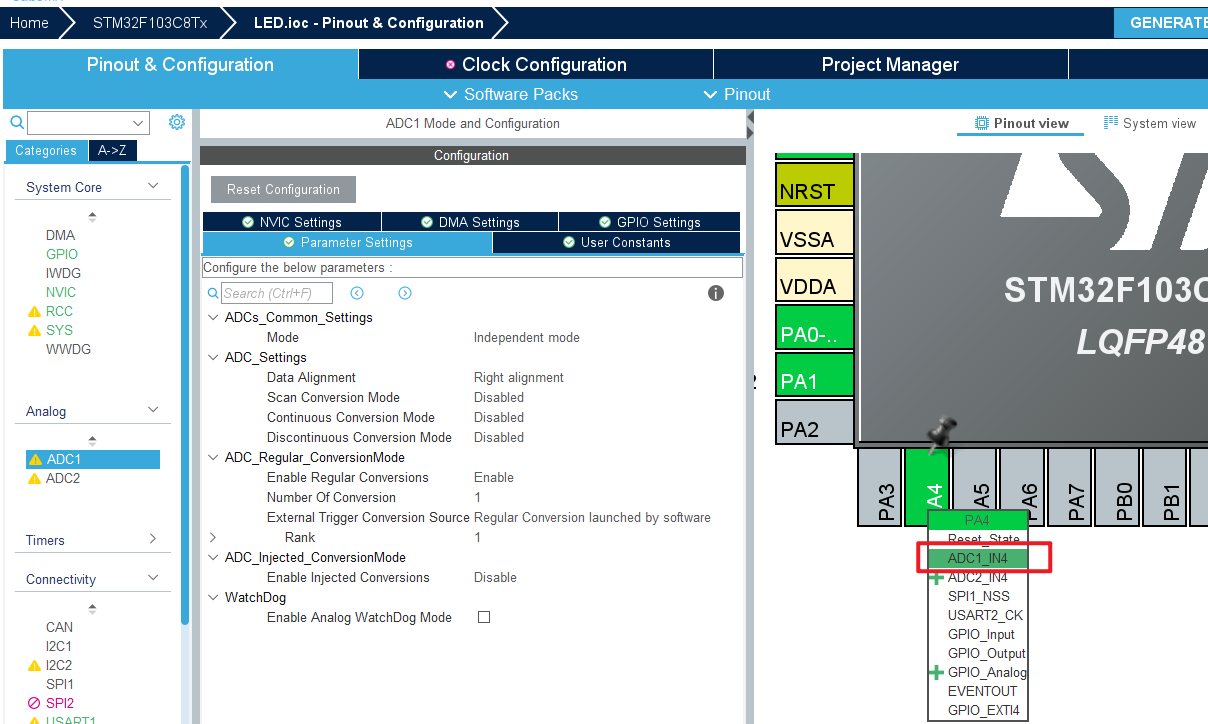 Home STM32F103C8Tx LED.ioc - Pinout & Configuration GENERATE
Pinout & Configuration Clock Configuration Project Manager
Software Packs Pinout
ADC1 Mode and Configuration
Pinout view System view
Categories A->Z
Configuration
System Core
DMA
GPIO
IWDG
NVIC
RCC
SYS
WWDG
Analog
ADC1
ADC2
Timers
Connectivity
CAN
I2C1
I2C2
SPI1
SPI2
USART1
Reset Configuration
NVIC Settings DMA Settings GPIO Settings
Parameter Settings User Constants
Configure the below parameters :
Search (Ctrl+F)
ADCs_Common_Settings
Mode Independent mode
ADC_Settings
Data Alignment Right alignment
Scan Conversion Mode Disabled
Continuous Conversion Mode Disabled
Discontinuous Conversion Mode Disabled
ADC_Regular_ConversionMode
Enable Regular Conversions Enable
Number Of Conversion 1
External Trigger Conversion Source Regular Conversion launched by software
Rank 1
ADC_Injected_ConversionMode
Enable Injected Conversions Disable
WatchDog
Enable Analog WatchDog Mode
NRST
VSSA
VDDA
PA0-..
PA1
PA2
STM32F103C
LQFP48
PA3
A4
A5
A6
PA7
PB0
PB1
PA4
Reset_State
ADC1_IN4
ADC2_IN4
SPI1_NSS
USART2_CK
GPIO_Input
GPIO_Output
GPIO_Analog
EVENTOUT
GPIO_EXTI4